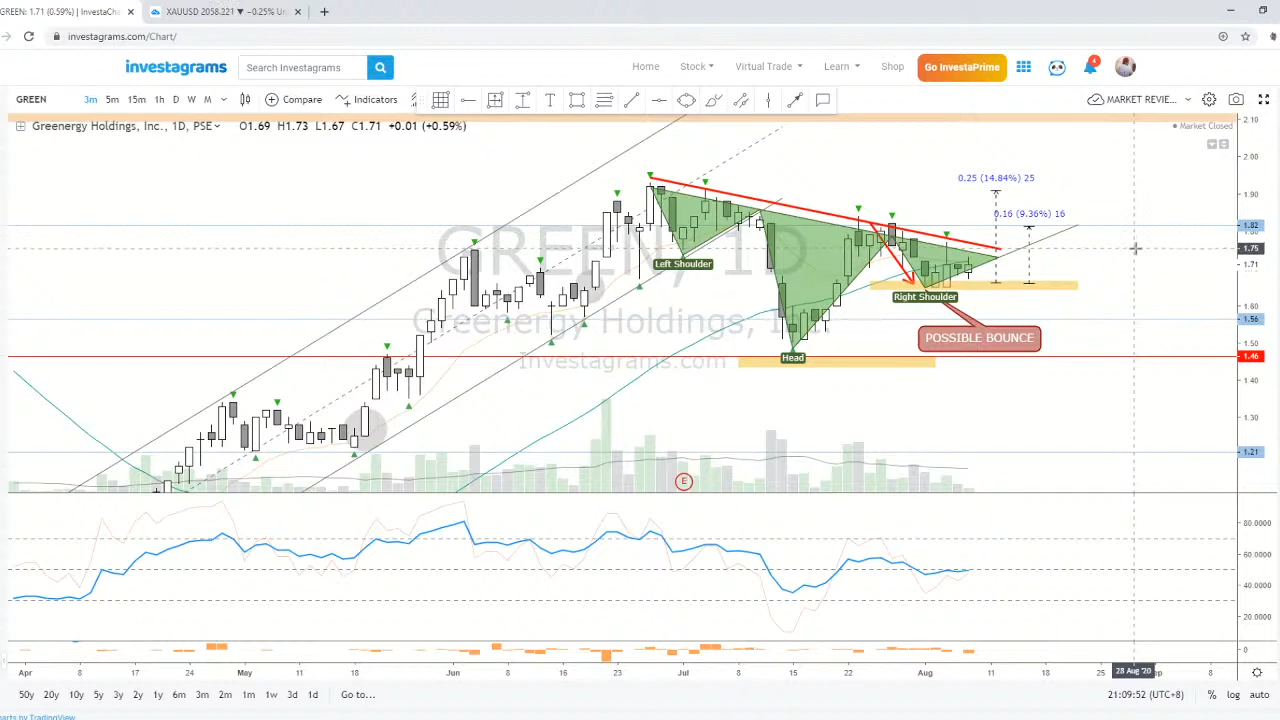 GREEN: 1.71 (0.59%) | InvestaCha
XAUUSD 2058.221 ▼ −0.25% Un
investagrams.com/Chart/
investagrams
Search Investagrams
Home
Stock
Virtual Trade
Learn
Shop
Go InvestaPrime
4
GREEN
3m 5m 15m 1h D W M
Compare
Indicators
MARKET REVIE...
Greenergy Holdings, Inc., 1D, PSE
O1.69 H1.73 L1.67 C1.71 +0.01 (+0.59%)
Market Closed
GREEN, 1D
Greenergy Holdings, Inc.
Investagrams.com
0.25 (14.84%) 25
0.16 (9.36%) 16
Left Shoulder
Right Shoulder
Head
POSSIBLE BOUNCE
E
2.10
2.00
1.90
1.82
1.80
1.75
1.71
1.60
1.56
1.50
1.46
1.40
1.30
1.21
80.0000
60.0000
40.0000
20.0000
0
Apr 8 17 24 May 11 18 Jun 8 16 23 Jul 8 15 22 Aug 11 18 25 28 Aug '20 ep 8
50y 20y 10y 5y 3y 2y 1y 6m 3m 2m 1m 1w 3d 1d Go to...
21:09:52 (UTC+8) % log auto
harts by TradingView